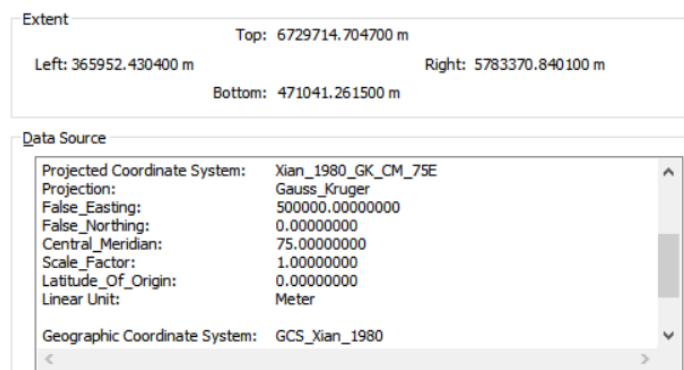 Extent
Top: 6729714.704700 m
Left: 365952.430400 m Right: 5783370.840100 m
Bottom: 471041.261500 m
Data Source
Projected Coordinate System: Xian_1980_GK_CM_75E
Projection: Gauss_Kruger
False_Easting: 500000.00000000
False_Northing: 0.00000000
Central_Meridian: 75.00000000
Scale_Factor: 1.00000000
Latitude_Of_Origin: 0.00000000
Linear Unit: Meter
Geographic Coordinate System: GCS_Xian_1980